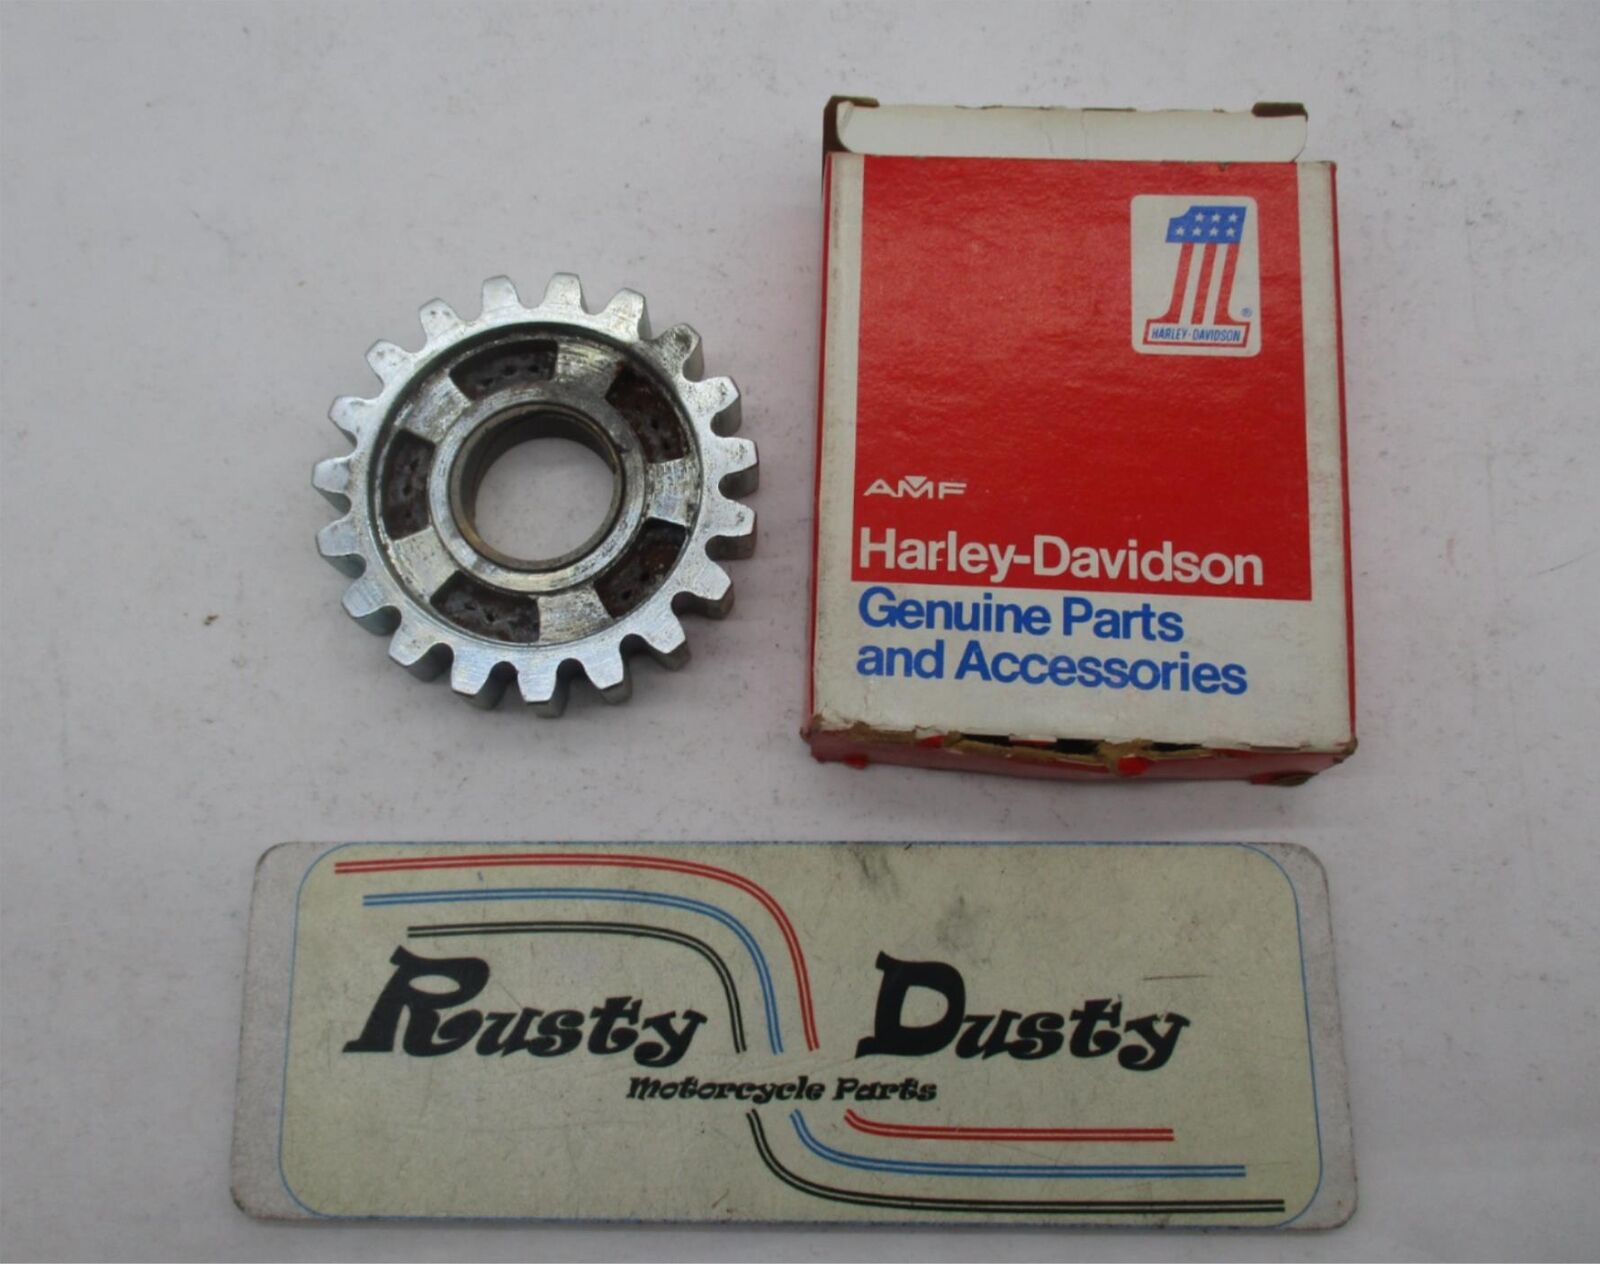 HARLEY-DAVIDSON
®
AMF
Harley-Davidson
Genuine Parts
and Accessories
Rusty Dusty
Motorcycle Parts